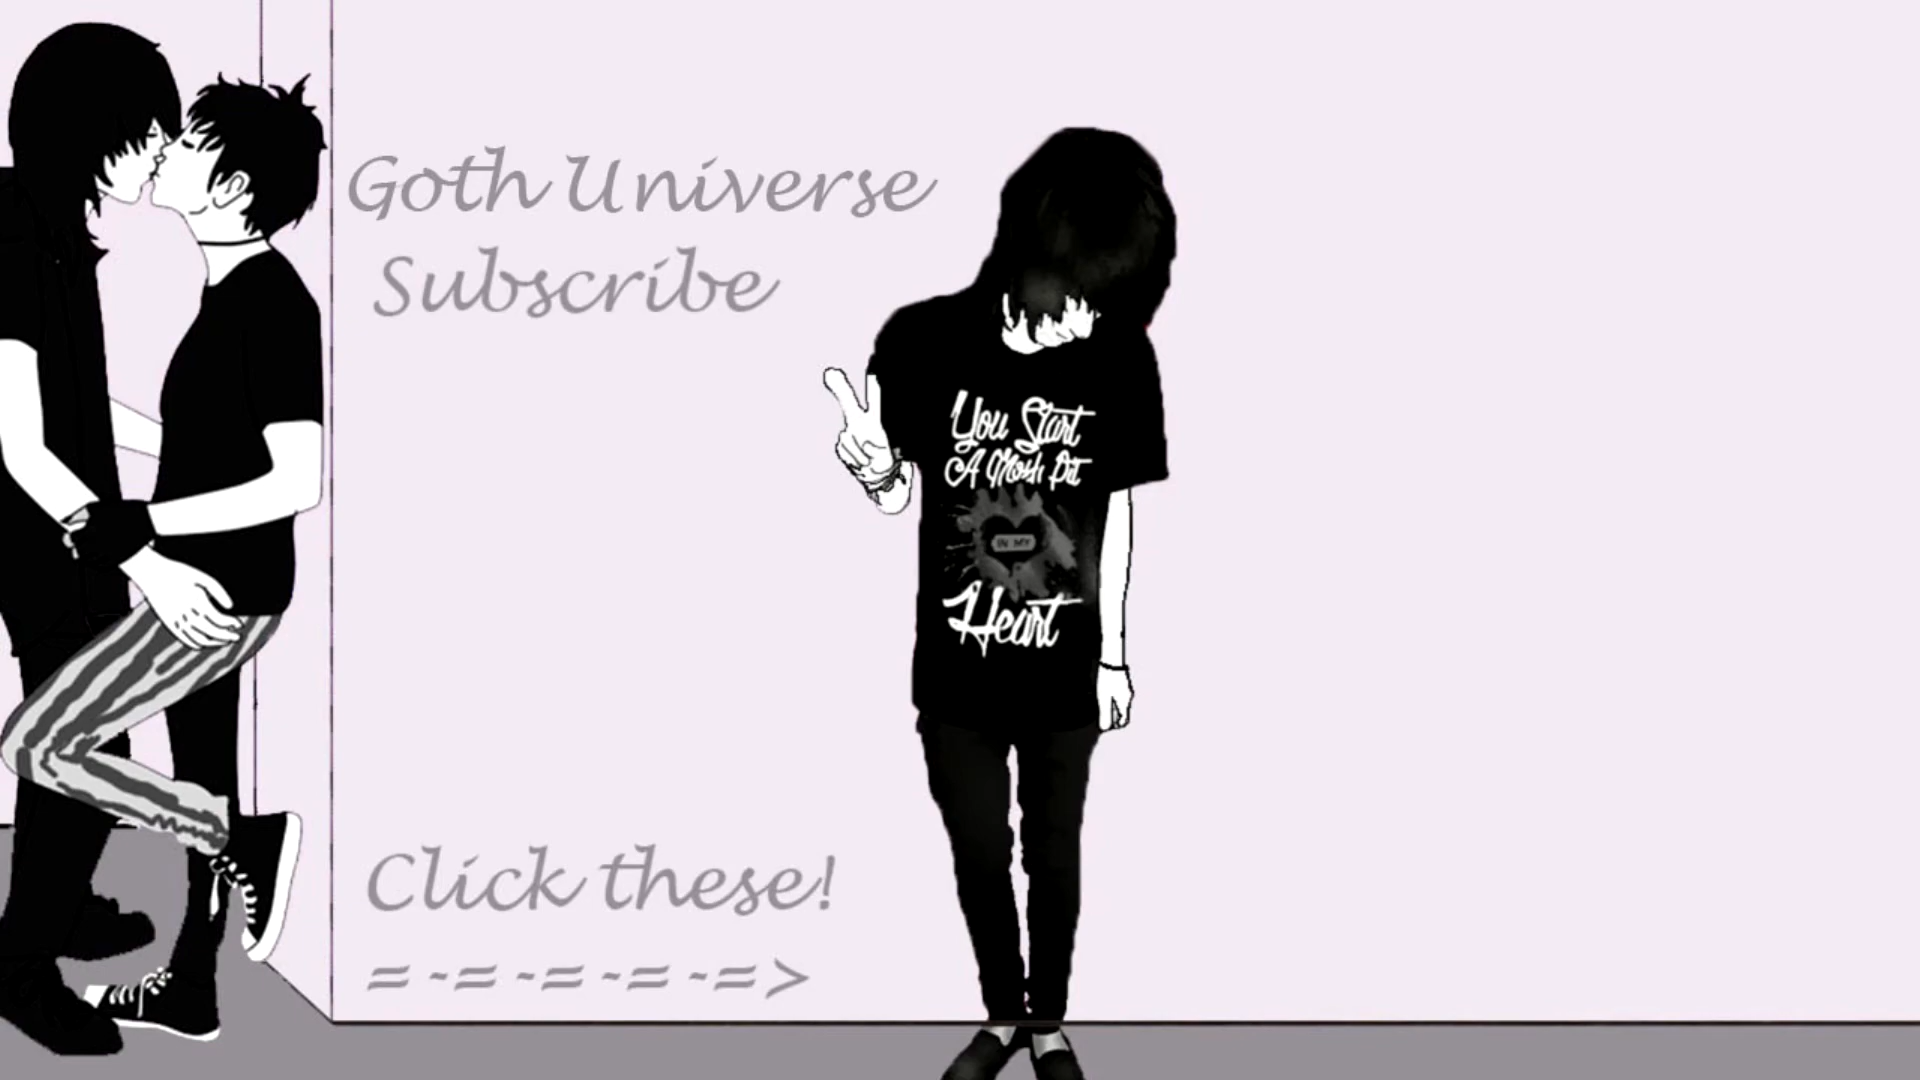 Goth Universe
Subscribe
You Start
A Mosh Pit
IN MY
Heart
Click these!
=~=~=~=~=>